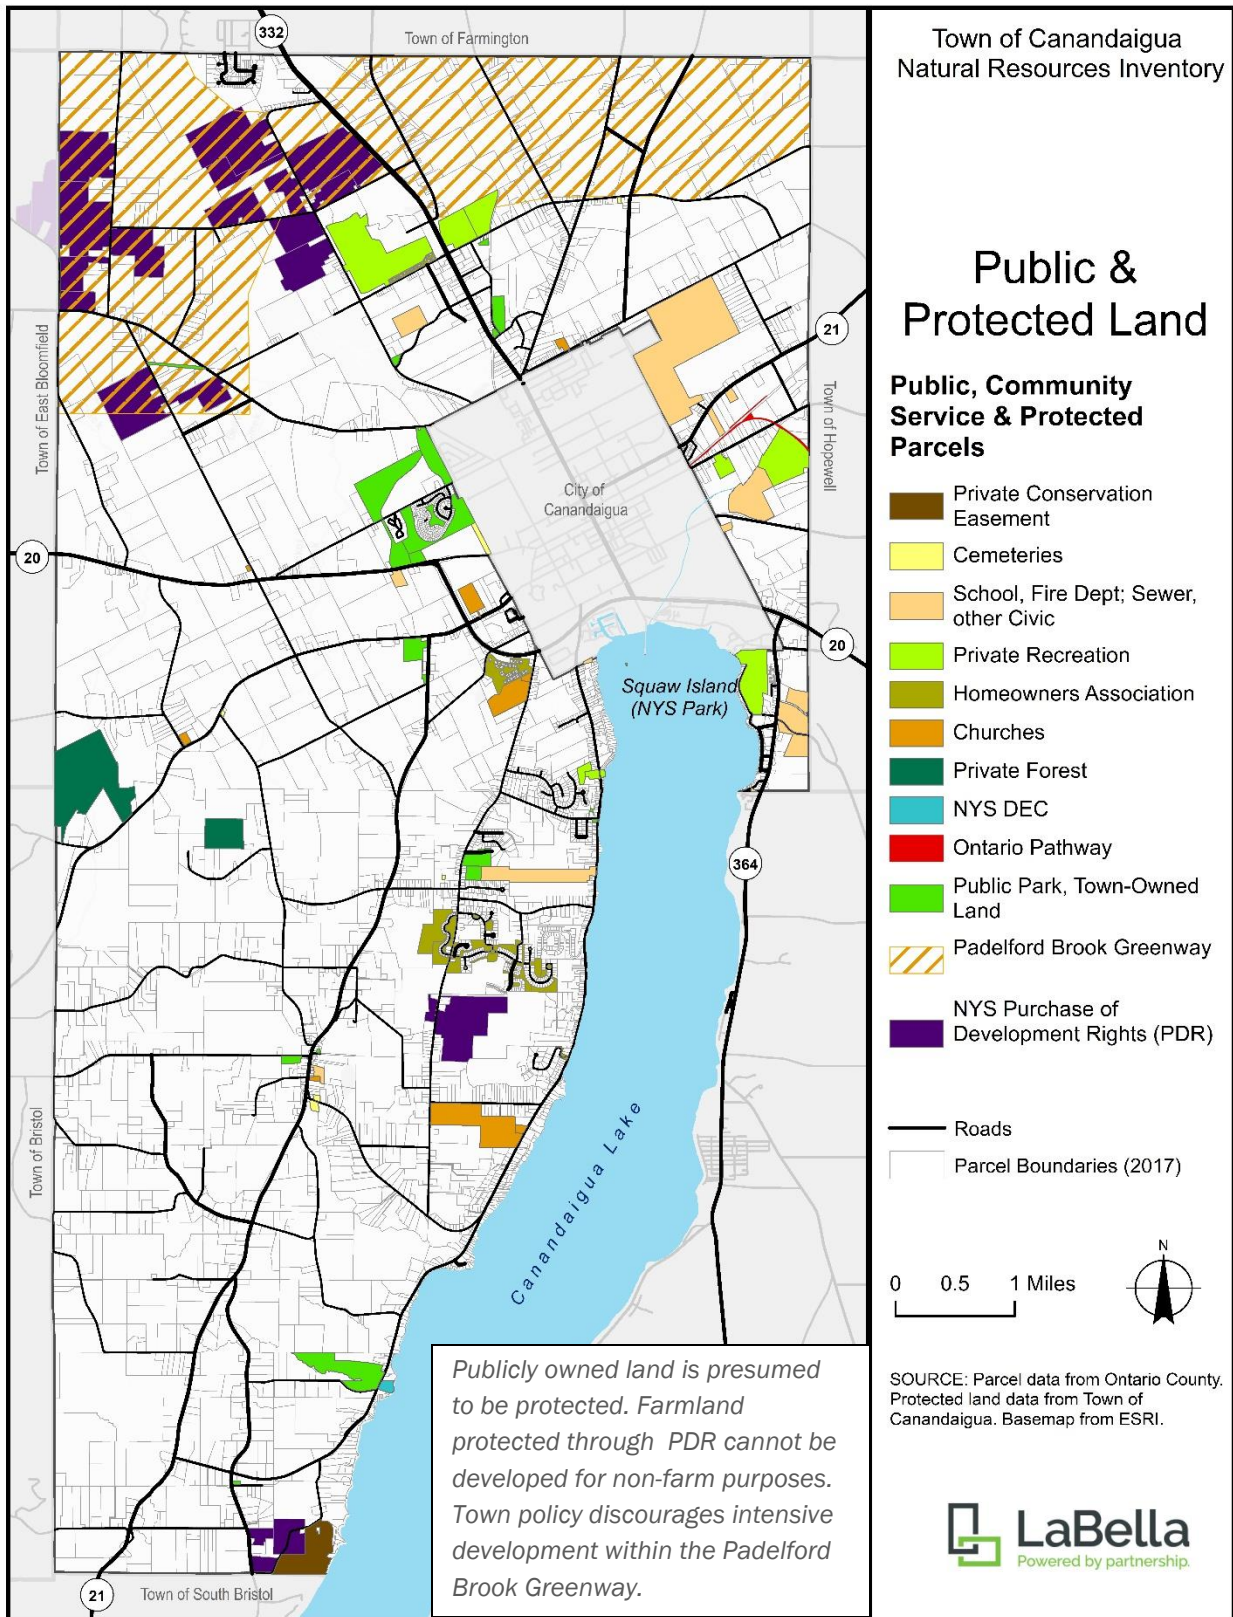 332
Town of Farmington
Town of East Bloomfield
21
Town of Hopewell
City of
Canandaigua
20
20
Squaw Island
(NYS Park)
364
Town of Bristol
Canandaigua Lake
21
Town of South Bristol
Publicly owned land is presumed
to be protected. Farmland
protected through PDR cannot be
developed for non-farm purposes.
Town policy discourages intensive
development within the Padelford
Brook Greenway.
Town of Canandaigua
Natural Resources Inventory
Public &
Protected Land
Public, Community
Service & Protected
Parcels
Private Conservation
Easement
Cemeteries
School, Fire Dept; Sewer,
other Civic
Private Recreation
Homeowners Association
Churches
Private Forest
NYS DEC
Ontario Pathway
Public Park, Town-Owned
Land
Padelford Brook Greenway
NYS Purchase of
Development Rights (PDR)
Roads
Parcel Boundaries (2017)
N
0 0.5 1 Miles
SOURCE: Parcel data from Ontario County.
Protected land data from Town of
Canandaigua. Basemap from ESRI.
LaBella
Powered by partnership.